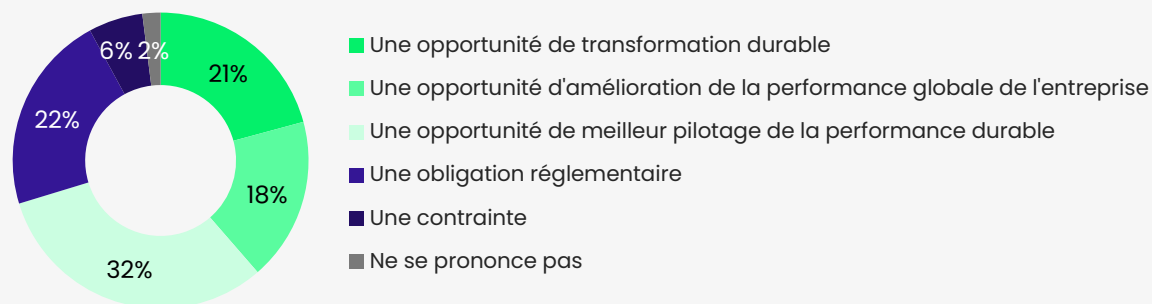 6%
2%
21%
22%
18%
32%
Une opportunité de transformation durable
Une opportunité d'amélioration de la performance globale de l'entreprise
Une opportunité de meilleur pilotage de la performance durable
Une obligation réglementaire
Une contrainte
Ne se prononce pas